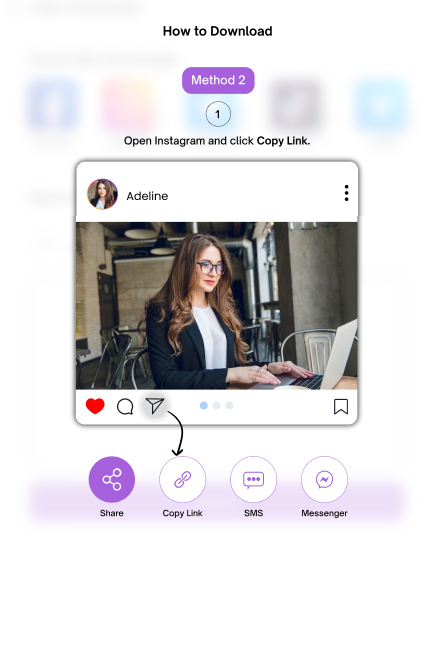 How to Download
Method 2
1
Open Instagram and click Copy Link.
Adeline
Share
Copy Link
SMS
Messenger